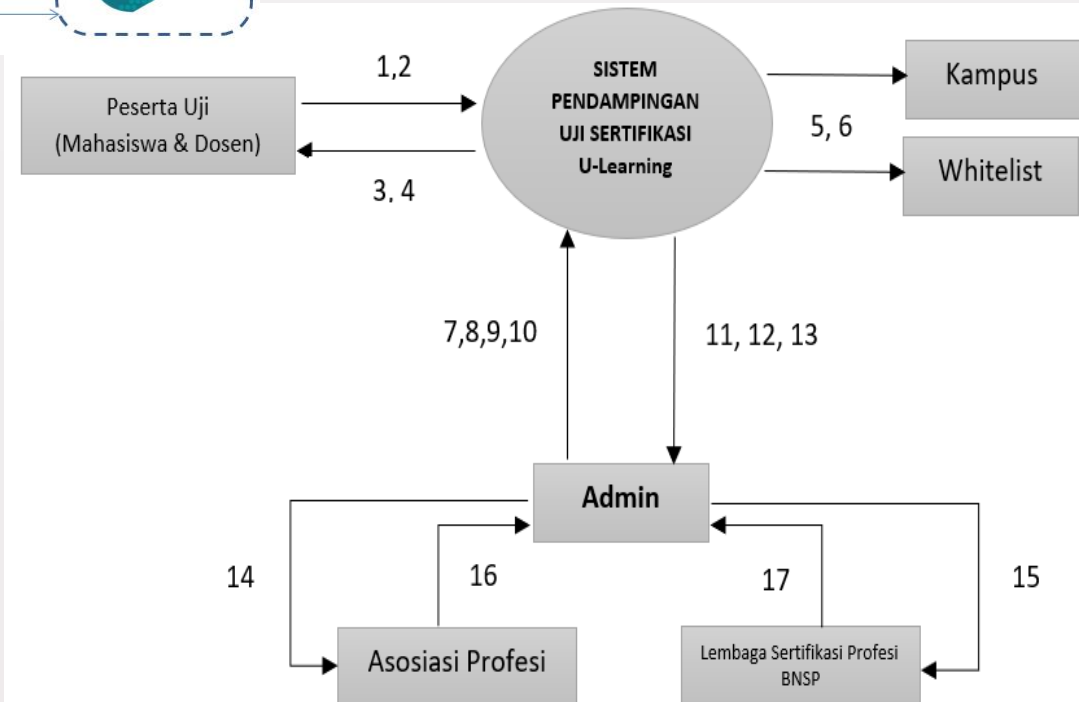 1,2
Peserta Uji
(Mahasiswa & Dosen)
3. 4
SISTEM
PENDAMPINGAN
UJI SERTIFIKASI
U-Learning
Kampus
5, 6
Whitelist
7,8,9,10
11, 12, 13
Admin
14
16
17
15
Asosiasi Profesi
Lembaga Sertifikasi Profesi
BNSP